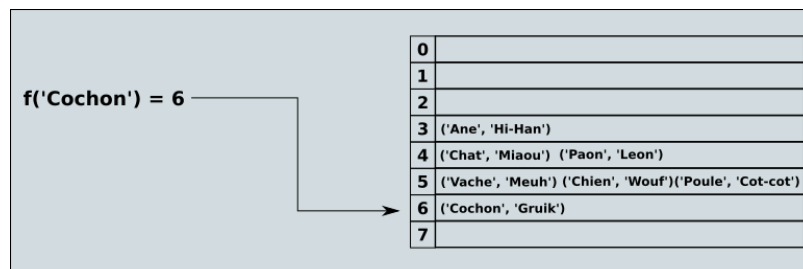 0
1
2
f('Cochon') = 6
3 ('Ane', 'Hi-Han')
4 ('Chat', 'Miaou') ('Paon', 'Leon')
5 ('Vache', 'Meuh') ('Chien', 'Wouf')('Poule', 'Cot-cot')
6 ('Cochon', 'Gruik')
7